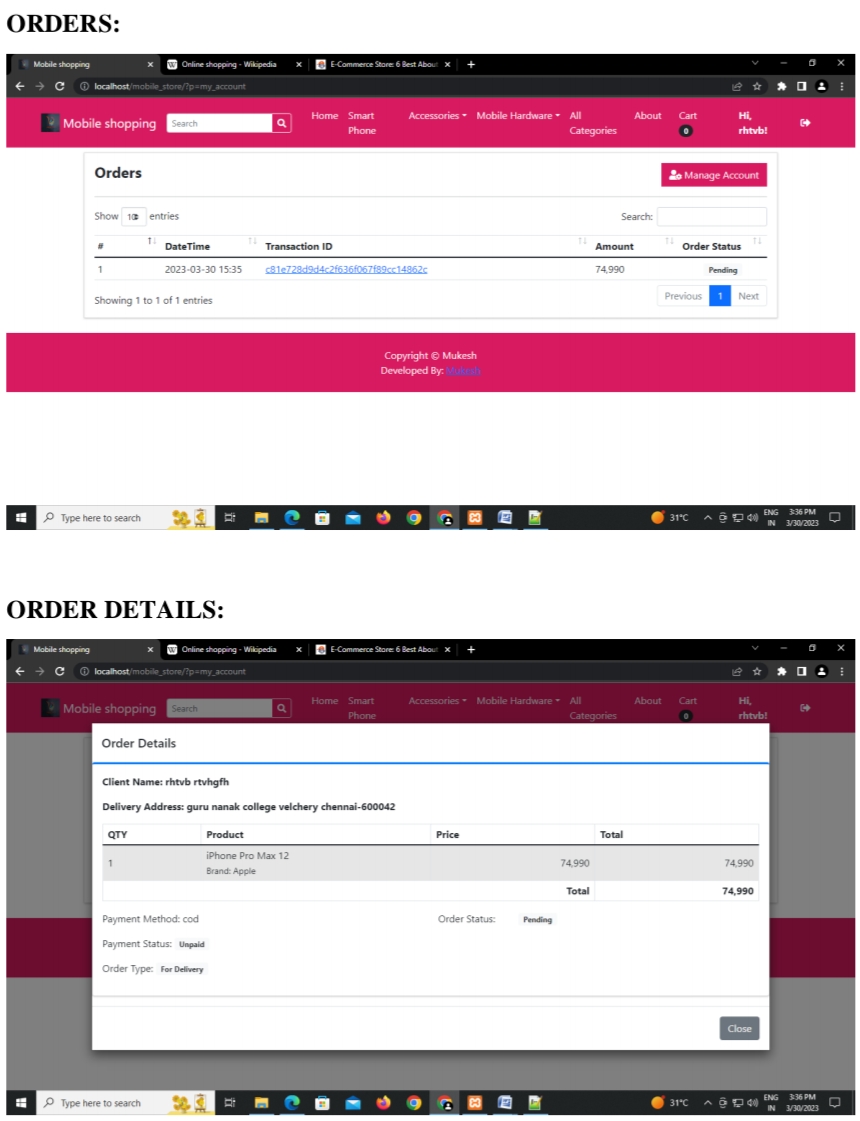 ORDERS:
Mobile shopping
Online shopping - Wikipedia
E-Commerce Store: 6 Best About
localhost/mobile_store/?p=my_account
Mobile shopping
Search
Home
Smart
Phone
Accessories
Mobile Hardware
All
Categories
About
Cart
0
Hi,
rhtvb!
Orders
Manage Account
Show 10 entries
Search:
# DateTime Transaction ID Amount Order Status
1 2023-03-30 15:35 c81e728d9d4c2f636f067f89cc14862c 74,990 Pending
Showing 1 to 1 of 1 entries
Previous 1 Next
Copyright © Mukesh
Developed By: Mukesh
Type here to search
31°C
ENG
IN
3:36 PM
3/30/2023
ORDER DETAILS:
Mobile shopping
Online shopping - Wikipedia
E-Commerce Store: 6 Best About
localhost/mobile_store/?p=my_account
Mobile shopping
Search
Home
Smart
Phone
Accessories
Mobile Hardware
All
Categories
About
Cart
0
Hi,
rhtvb!
Order Details
Client Name: rhtvb rtvhgfh
Delivery Address: guru nanak college velchery chennai-600042
QTY Product Price Total
1 iPhone Pro Max 12 74,990 74,990
Brand: Apple
Total 74,990
Payment Method: cod Order Status: Pending
Payment Status: Unpaid
Order Type: For Delivery
Close
Type here to search
31°C
ENG
IN
3:36 PM
3/30/2023